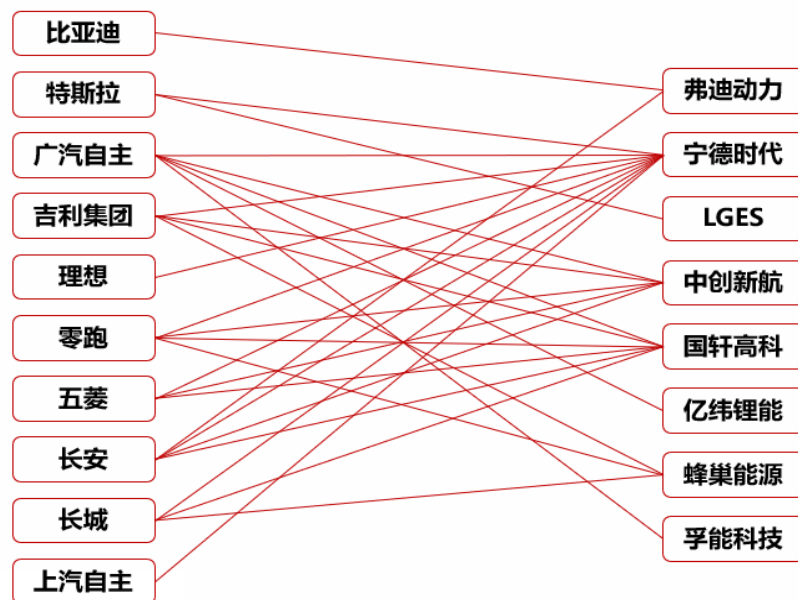 比亚迪
特斯拉
广汽自主
吉利集团
理想
零跑
五菱
长安
长城
上汽自主
弗迪动力
宁德时代
LGES
中创新航
国轩高科
亿纬锂能
蜂巢能源
孚能科技